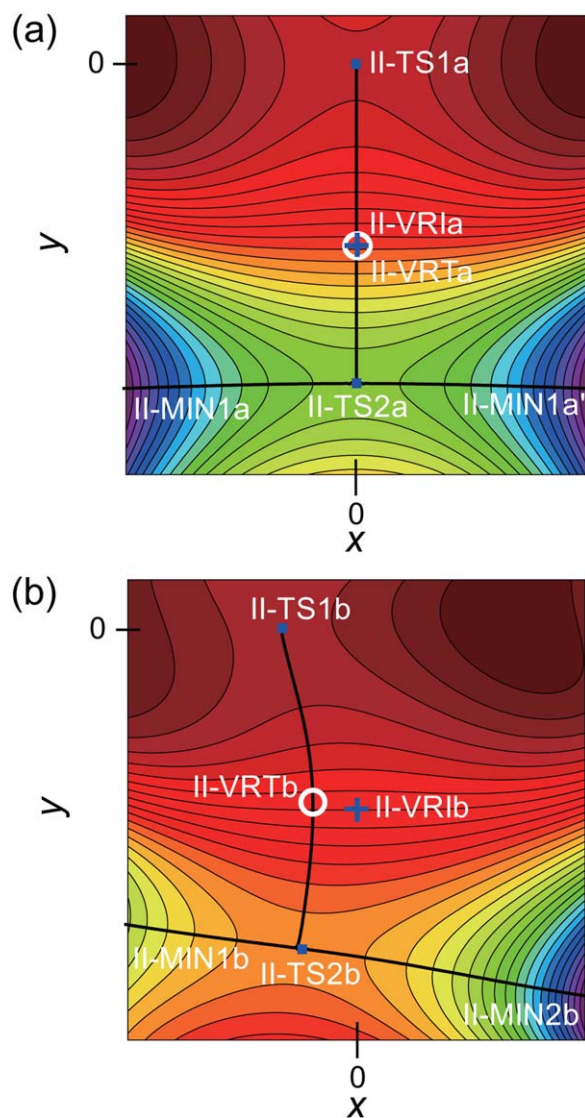 (a)
0
II-TS1a
II-VRIa
II-VRTa
y
II-MIN1a
II-TS2a
II-MIN1a'
0
x
(b)
II-TS1b
0
II-VRTb
II-VRIb
y
II-MIN1b
II-TS2b
II-MIN2b
0
x